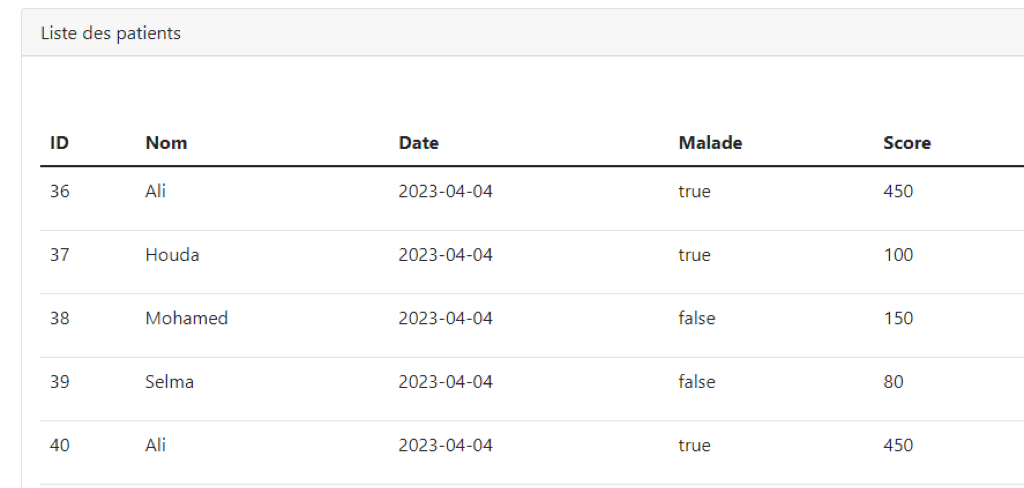 Liste des patients
ID Nom Date Malade Score
36 Ali 2023-04-04 true 450
37 Houda 2023-04-04 true 100
38 Mohamed 2023-04-04 false 150
39 Selma 2023-04-04 false 80
40 Ali 2023-04-04 true 450